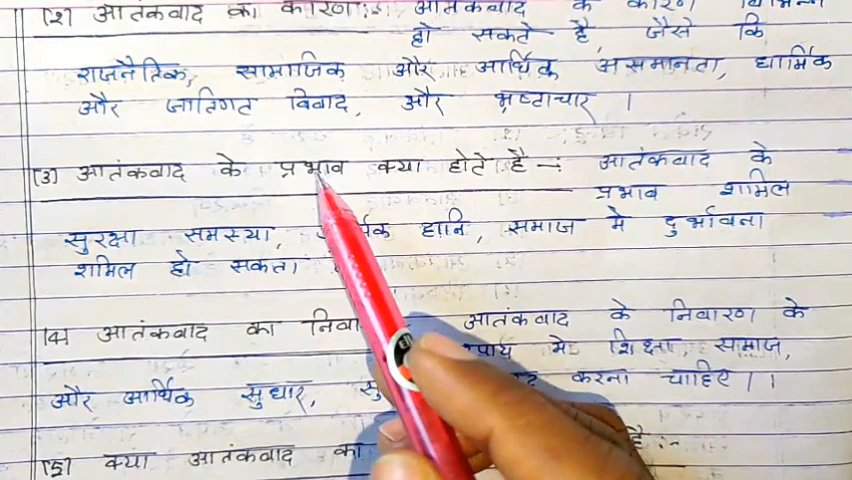 (2) आतंकवाद का कारण :- आतंकवाद के कारण
हो सकते है, जैसे कि
राजनैतिक, सामाजिक और आर्थिक असमानता, धार्मिक
और जातिगत विवाद, और भ्रष्टाचार ।
(3) आतंकवाद के प्रभाव क्या होते है -: आतंकवाद के
प्रभाव शामिल
सुरक्षा समस्या, हानि, समाज मे दुर्भावना
शामिल हो सकता
(4) आतंकवाद का आतंकवाद के निवारण के
मे शिक्षा, सामाज,
और आर्थिक सुधार, करना चाहिए ।।
(5) क्या आतंकवाद का है :-